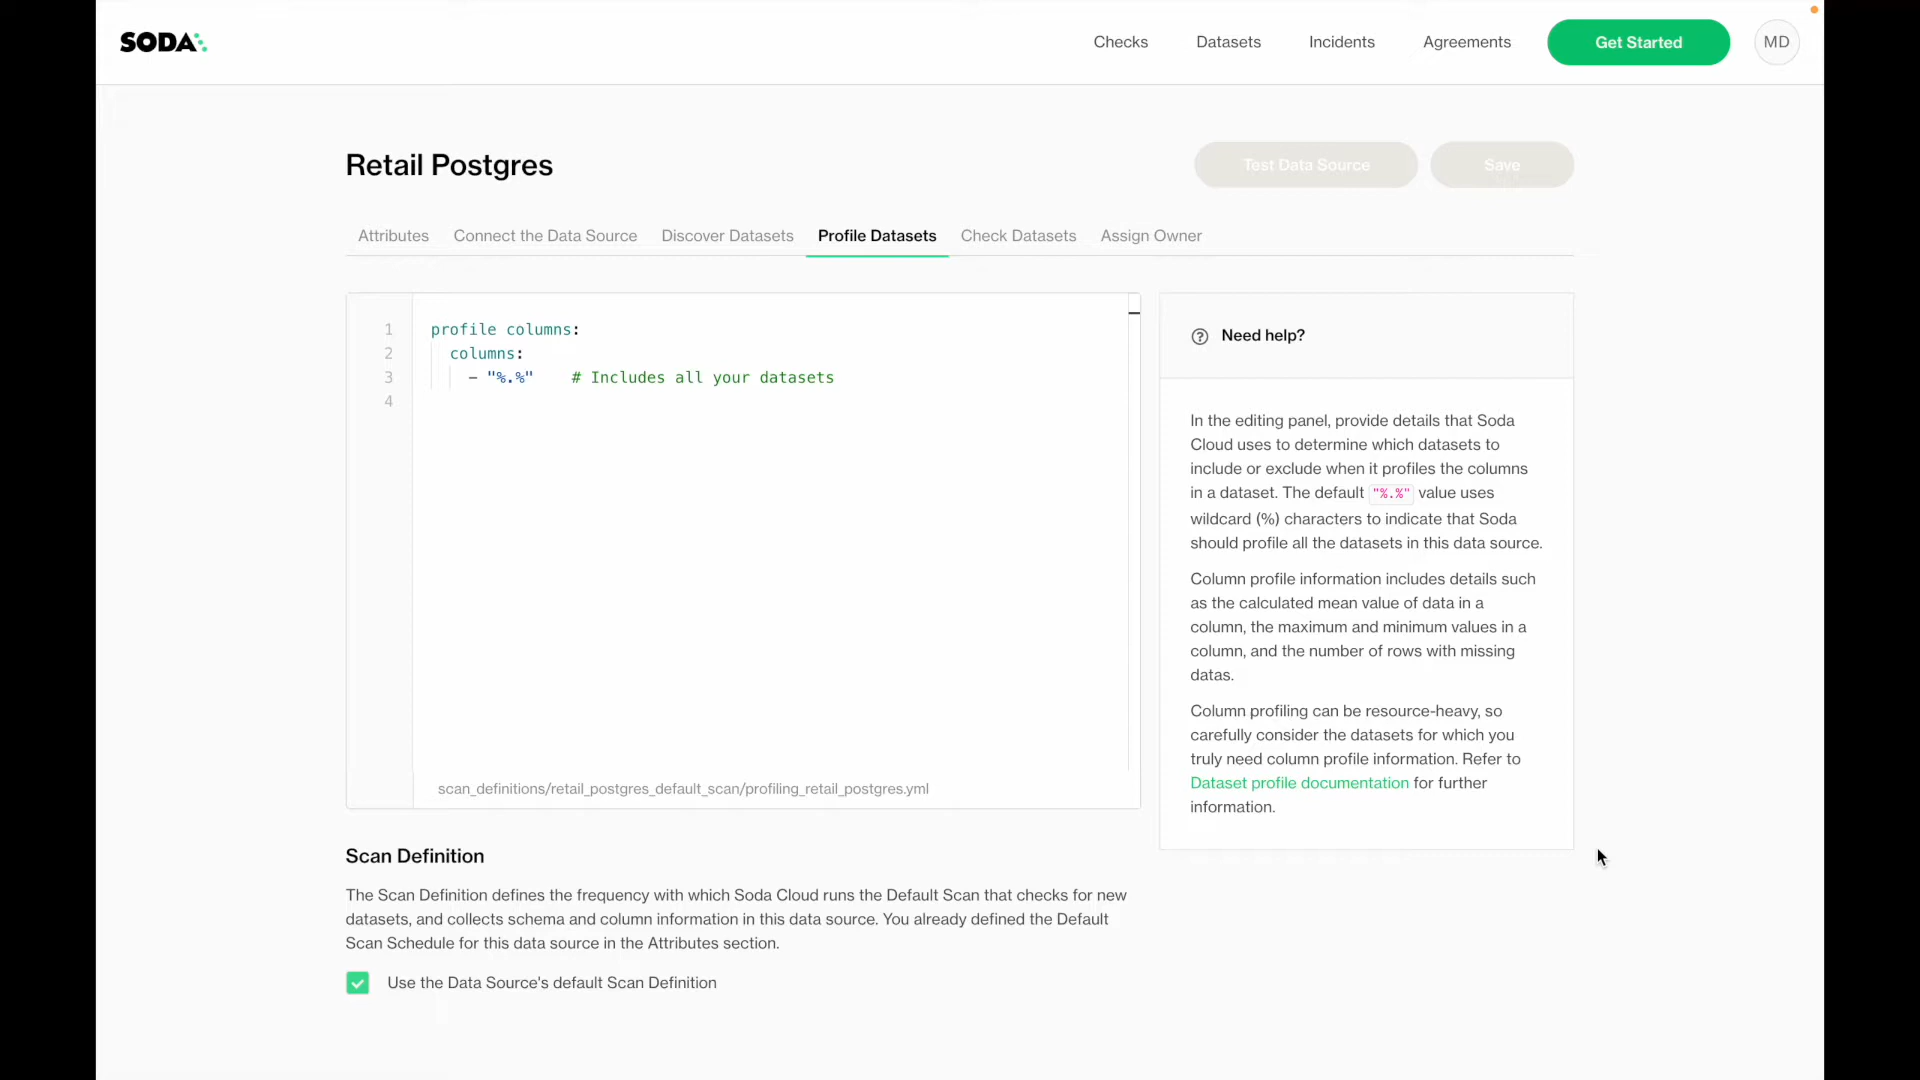 SODA
Checks
Datasets
Incidents
Agreements
Get Started
MD
Retail Postgres
Test Data Source
Save
Attributes
Connect the Data Source
Discover Datasets
Profile Datasets
Check Datasets
Assign Owner
1 profile columns:
2 columns:
3 - "%.%" # Includes all your datasets
4
scan_definitions/retail_postgres_default_scan/profiling_retail_postgres.yml
Need help?
In the editing panel, provide details that Soda
Cloud uses to determine which datasets to
include or exclude when it profiles the columns
in a dataset. The default "%.%" value uses
wildcard (%) characters to indicate that Soda
should profile all the datasets in this data source.
Column profile information includes details such
as the calculated mean value of data in a
column, the maximum and minimum values in a
column, and the number of rows with missing
datas.
Column profiling can be resource-heavy, so
carefully consider the datasets for which you
truly need column profile information. Refer to
Dataset profile documentation for further
information.
Scan Definition
The Scan Definition defines the frequency with which Soda Cloud runs the Default Scan that checks for new
datasets, and collects schema and column information in this data source. You already defined the Default
Scan Schedule for this data source in the Attributes section.
Use the Data Source's default Scan Definition